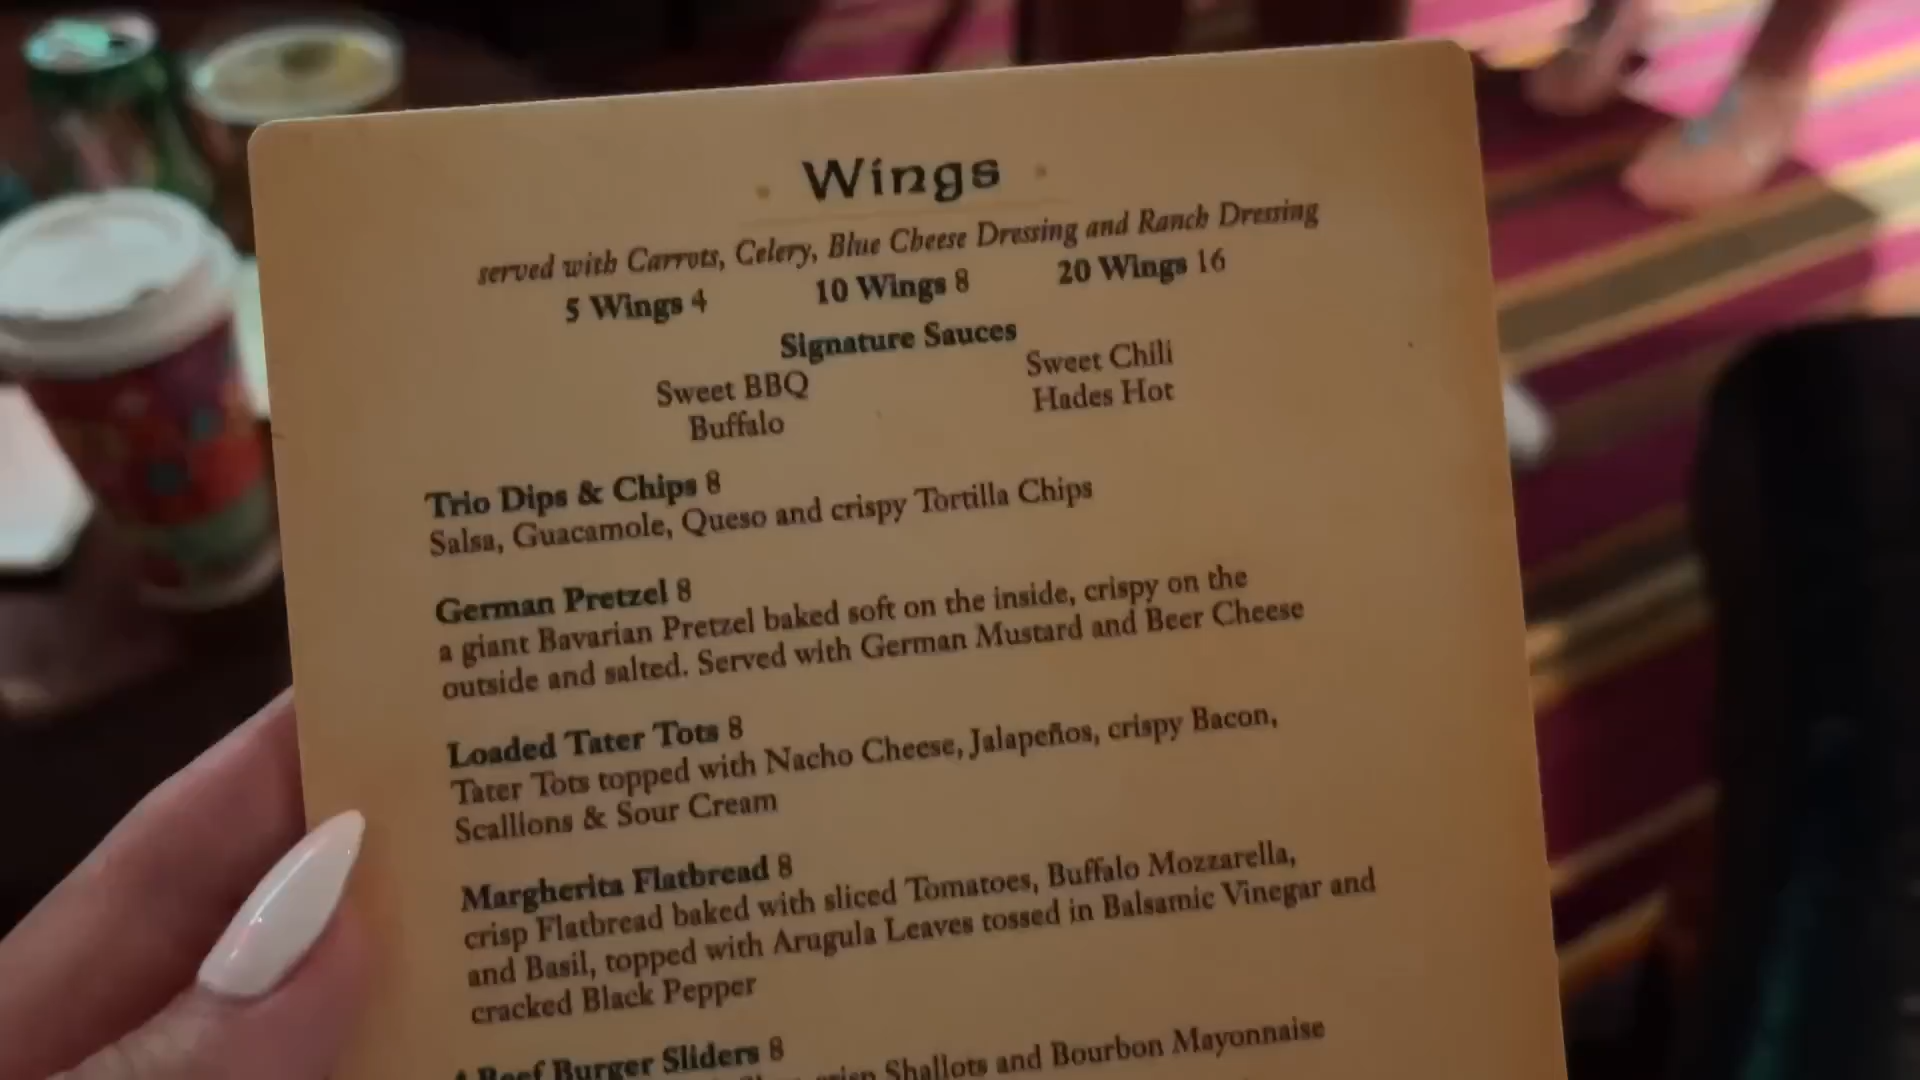 Wings
served with Carrots, Celery, Blue Cheese Dressing and Ranch Dressing
5 Wings 4 10 Wings 8 20 Wings 16
Signature Sauces
Sweet BBQ Sweet Chili
Buffalo Hades Hot
Trio Dips & Chips 8
Salsa, Guacamole, Queso and crispy Tortilla Chips
German Pretzel 8
a giant Bavarian Pretzel baked soft on the inside, crispy on the
outside and salted. Served with German Mustard and Beer Cheese
Loaded Tater Tots 8
Tater Tots topped with Nacho Cheese, Jalapeños, crispy Bacon,
Scallions & Sour Cream
Margherita Flatbread 8
crisp Flatbread baked with sliced Tomatoes, Buffalo Mozzarella,
and Basil, topped with Arugula Leaves tossed in Balsamic Vinegar and
cracked Black Pepper
Beef Burger Sliders 8
crisp Shallots and Bourbon Mayonnaise